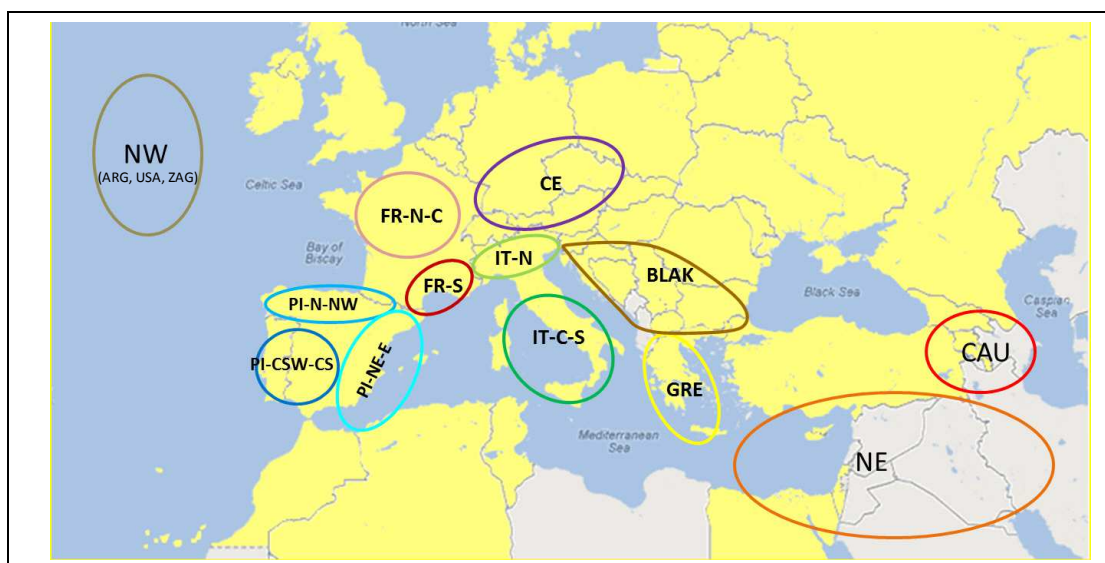 North Sea
NW
(ARG, USA, ZAG)
Celtic Sea
CE
FR-N-C
Bay of
Biscay
IT-N
FR-S
BLAK
Black Sea
Caspian
Sea
PI-N-NW
PI-CSW-CS
PI-NE-E
IT-C-S
GRE
CAU
Mediterranean
Sea
NE